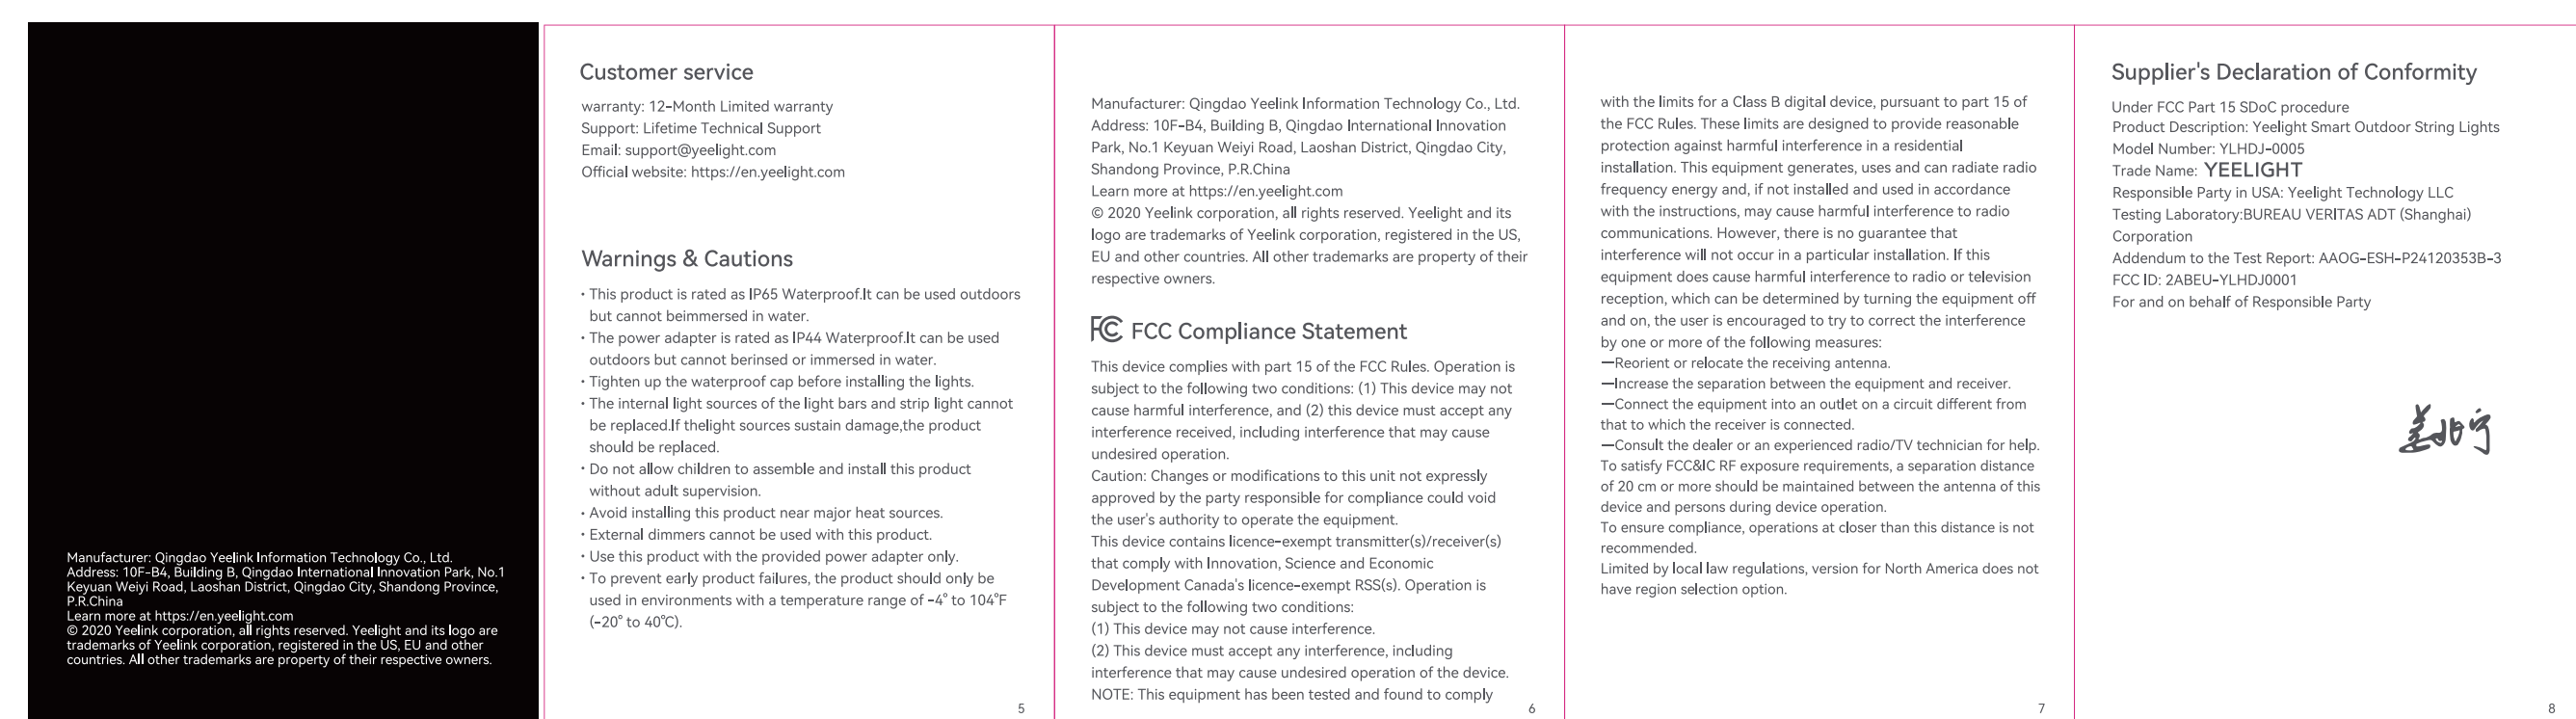 Manufacturer: Qingdao Yeelink Information Technology Co., Ltd.
Address: 10F-B4, Building B, Qingdao International Innovation Park, No.1
Keyuan Weiyi Road, Laoshan District, Qingdao City, Shandong Province,
P.R.China
Learn more at https://en.yeelight.com
© 2020 Yeelink corporation, all rights reserved. Yeelight and its logo are
trademarks of Yeelink corporation, registered in the US, EU and other
countries. All other trademarks are property of their respective owners.
Customer service
warranty: 12-Month Limited warranty
Support: Lifetime Technical Support
Email: support@yeelight.com
Official website: https://en.yeelight.com
Warnings & Cautions
· This product is rated as IP65 Waterproof.It can be used outdoors
but cannot beimmersed in water.
· The power adapter is rated as IP44 Waterproof.It can be used
outdoors but cannot berinsed or immersed in water.
· Tighten up the waterproof cap before installing the lights.
· The internal light sources of the light bars and strip light cannot
be replaced.If thelight sources sustain damage,the product
should be replaced.
· Do not allow children to assemble and install this product
without adult supervision.
· Avoid installing this product near major heat sources.
· External dimmers cannot be used with this product.
· Use this product with the provided power adapter only.
· To prevent early product failures, the product should only be
used in environments with a temperature range of -4° to 104°F
(-20° to 40°C).
5
Manufacturer: Qingdao Yeelink Information Technology Co., Ltd.
Address: 10F-B4, Building B, Qingdao International Innovation
Park, No.1 Keyuan Weiyi Road, Laoshan District, Qingdao City,
Shandong Province, P.R.China
Learn more at https://en.yeelight.com
© 2020 Yeelink corporation, all rights reserved. Yeelight and its
logo are trademarks of Yeelink corporation, registered in the US,
EU and other countries. All other trademarks are property of their
respective owners.
FC FCC Compliance Statement
This device complies with part 15 of the FCC Rules. Operation is
subject to the following two conditions: (1) This device may not
cause harmful interference, and (2) this device must accept any
interference received, including interference that may cause
undesired operation.
Caution: Changes or modifications to this unit not expressly
approved by the party responsible for compliance could void
the user's authority to operate the equipment.
This device contains licence-exempt transmitter(s)/receiver(s)
that comply with Innovation, Science and Economic
Development Canada's licence-exempt RSS(s). Operation is
subject to the following two conditions:
(1) This device may not cause interference.
(2) This device must accept any interference, including
interference that may cause undesired operation of the device.
NOTE: This equipment has been tested and found to comply
6
with the limits for a Class B digital device, pursuant to part 15 of
the FCC Rules. These limits are designed to provide reasonable
protection against harmful interference in a residential
installation. This equipment generates, uses and can radiate radio
frequency energy and, if not installed and used in accordance
with the instructions, may cause harmful interference to radio
communications. However, there is no guarantee that
interference will not occur in a particular installation. If this
equipment does cause harmful interference to radio or television
reception, which can be determined by turning the equipment off
and on, the user is encouraged to try to correct the interference
by one or more of the following measures:
—Reorient or relocate the receiving antenna.
—Increase the separation between the equipment and receiver.
—Connect the equipment into an outlet on a circuit different from
that to which the receiver is connected.
—Consult the dealer or an experienced radio/TV technician for help.
To satisfy FCC&IC RF exposure requirements, a separation distance
of 20 cm or more should be maintained between the antenna of this
device and persons during device operation.
To ensure compliance, operations at closer than this distance is not
recommended.
Limited by local law regulations, version for North America does not
have region selection option.
7
Supplier's Declaration of Conformity
Under FCC Part 15 SDoC procedure
Product Description: Yeelight Smart Outdoor String Lights
Model Number: YLHDJ-0005
Trade Name: YEELIGHT
Responsible Party in USA: Yeelight Technology LLC
Testing Laboratory:BUREAU VERITAS ADT (Shanghai)
Corporation
Addendum to the Test Report: AAOG-ESH-P24120353B-3
FCC ID: 2ABEU-YLHDJ0001
For and on behalf of Responsible Party
8